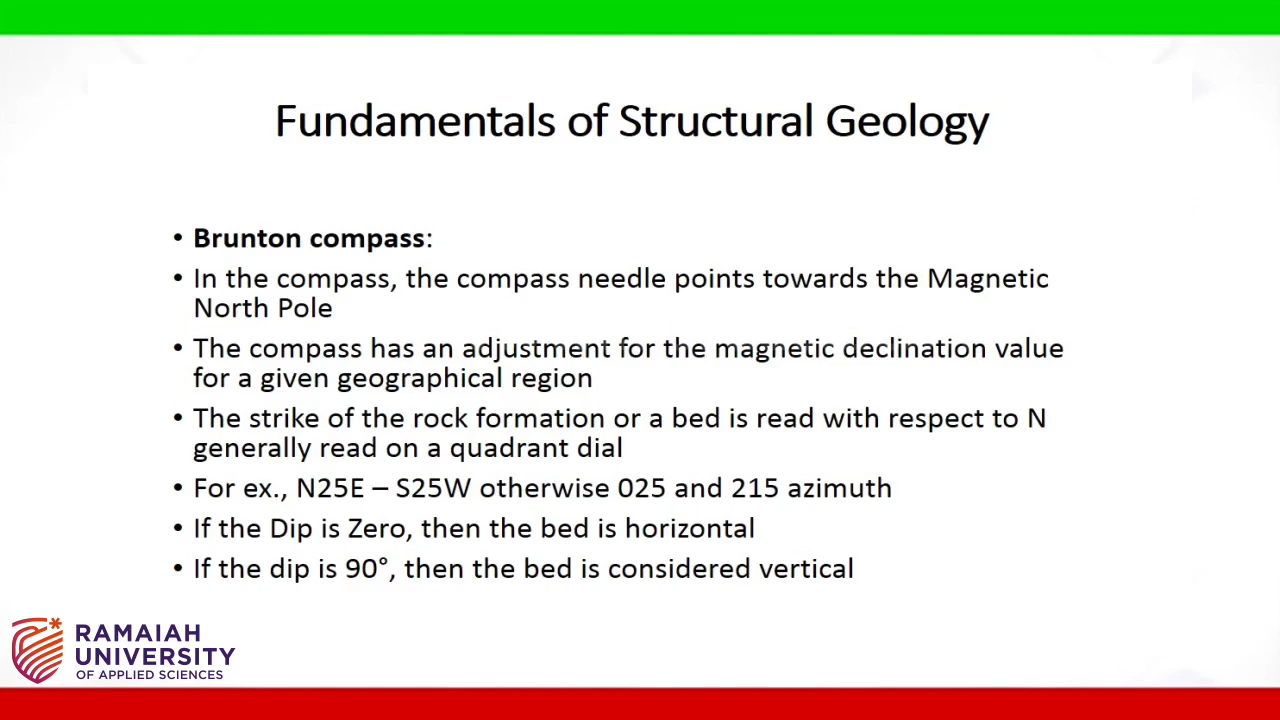 Fundamentals of Structural Geology
• Brunton compass:
• In the compass, the compass needle points towards the Magnetic
North Pole
• The compass has an adjustment for the magnetic declination value
for a given geographical region
• The strike of the rock formation or a bed is read with respect to N
generally read on a quadrant dial
• For ex., N25E – S25W otherwise 025 and 215 azimuth
• If the Dip is Zero, then the bed is horizontal
• If the dip is 90°, then the bed is considered vertical
RAMAIAH
UNIVERSITY
OF APPLIED SCIENCES